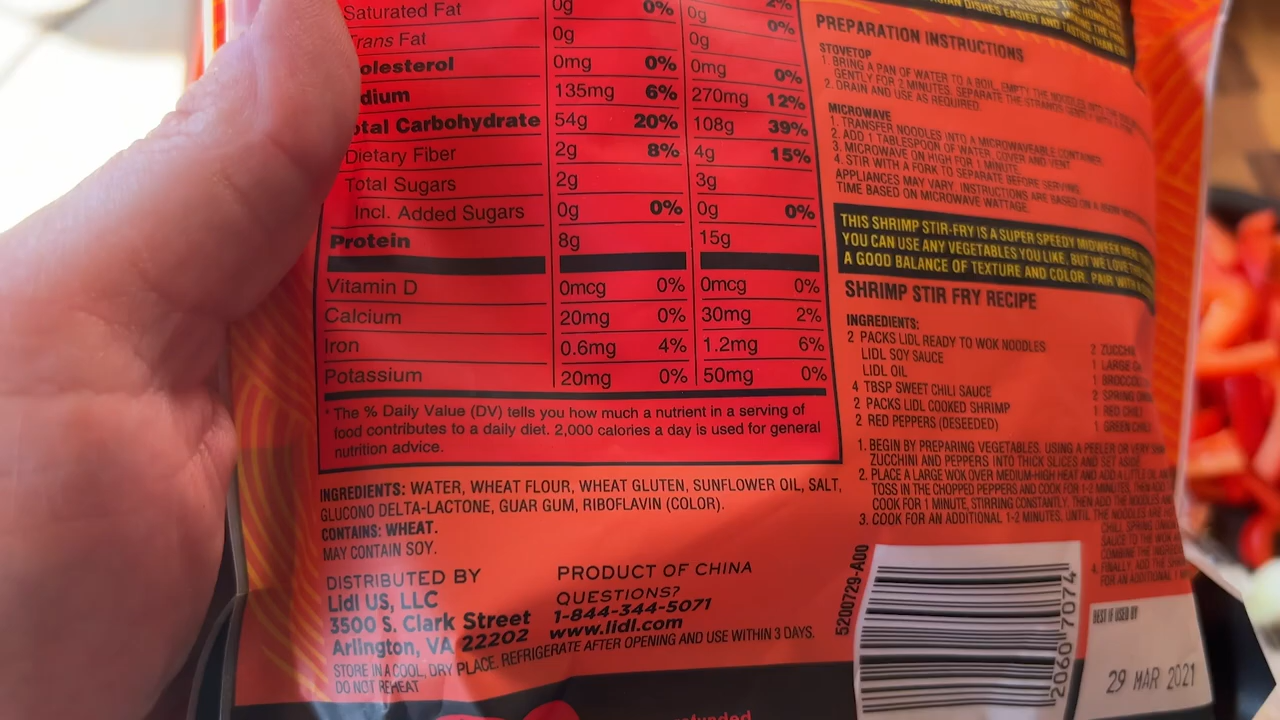 Saturated Fat 0g 0% 0g
Trans Fat 0g 0g 0%
olesterol 0mg 0% 0mg 0%
dium 135mg 6% 270mg 12%
otal Carbohydrate 54g 20% 108g 39%
Dietary Fiber 2g 8% 4g 15%
Total Sugars 2g 3g
Incl. Added Sugars 0g 0% 0g 0%
Protein 8g 15g
Vitamin D 0mcg 0% 0mcg 0%
Calcium 20mg 0% 30mg 2%
Iron 0.6mg 4% 1.2mg 6%
Potassium 20mg 0% 50mg 0%
* The % Daily Value (DV) tells you how much a nutrient in a serving of
food contributes to a daily diet. 2,000 calories a day is used for general
nutrition advice.
INGREDIENTS: WATER, WHEAT FLOUR, WHEAT GLUTEN, SUNFLOWER OIL, SALT,
GLUCONO DELTA-LACTONE, GUAR GUM, RIBOFLAVIN (COLOR).
CONTAINS: WHEAT.
MAY CONTAIN SOY.
DISTRIBUTED BY
Lidl US, LLC
3500 S. Clark Street
Arlington, VA 22202
PRODUCT OF CHINA
QUESTIONS?
1-844-344-5071
www.lidl.com
STORE IN A COOL, DRY PLACE. REFRIGERATE AFTER OPENING AND USE WITHIN 3 DAYS.
DO NOT REHEAT
DISHES EASIER AND TASTIER THAN
PREPARATION INSTRUCTIONS
STOVETOP
1. BRING A PAN OF WATER TO A BOIL, EMPTY THE NOODLES INTO THE
GENTLY FOR 2 MINUTES. SEPARATE THE STRANDS GENTLY WITH A
2. DRAIN AND USE AS REQUIRED.
MICROWAVE
1. TRANSFER NOODLES INTO A MICROWAVEABLE CONTAINER.
2. ADD 1 TABLESPOON OF WATER, COVER AND VENT.
3. MICROWAVE ON HIGH FOR 1 MINUTE.
4. STIR WITH A FORK TO SEPARATE BEFORE SERVING.
APPLIANCES MAY VARY, INSTRUCTIONS ARE BASED ON A
TIME BASED ON MICROWAVE WATTAGE.
THIS SHRIMP STIR-FRY IS A SUPER SPEEDY MIDWEEK
YOU CAN USE ANY VEGETABLES YOU LIKE, BUT WE LOVE
A GOOD BALANCE OF TEXTURE AND COLOR. PAIR WITH
SHRIMP STIR FRY RECIPE
INGREDIENTS:
2 PACKS LIDL READY TO WOK NOODLES
LIDL SOY SAUCE
LIDL OIL
4 TBSP SWEET CHILI SAUCE
2 PACKS LIDL COOKED SHRIMP
2 RED PEPPERS (DESEEDED)
2 ZUCCHINI
1 LARGE
1 BROCCOLI
2 SPRING
1 RED CHILI
1 GREEN CHILI
1. BEGIN BY PREPARING VEGETABLES. USING A PEELER OR VERY
ZUCCHINI AND PEPPERS INTO THICK SLICES AND SET ASIDE.
2. PLACE A LARGE WOK OVER MEDIUM-HIGH HEAT AND ADD A LITTLE OIL
TOSS IN THE CHOPPED PEPPERS AND COOK FOR 1-2 MINUTES, THEN ADD
COOK FOR 1 MINUTE, STIRRING CONSTANTLY. THEN ADD THE NOODLES AND
3. COOK FOR AN ADDITIONAL 1-2 MINUTES, UNTIL THE NOODLES ARE
SAUCE TO THE WOK
COMBINE THE
4. FINALLY, ADD THE
FOR AN ADDITIONAL 1
5200729-A00
2060 7074
BEST IF USED BY
29 MAR 2021